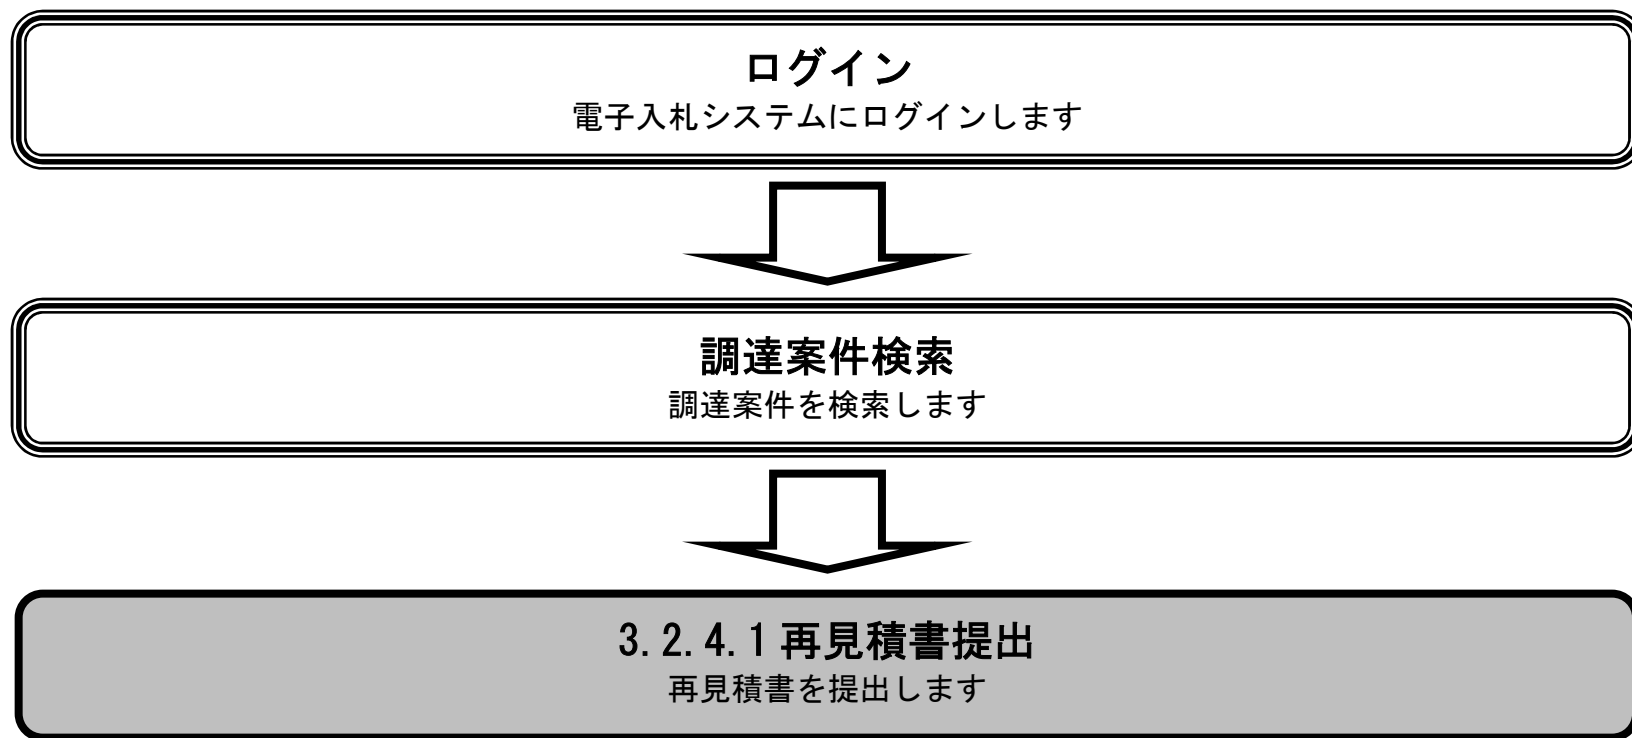 ログイン
電子入札システムにログインします
調達案件検索
調達案件を検索します
3.2.4.1 再見積書提出
再見積書を提出します